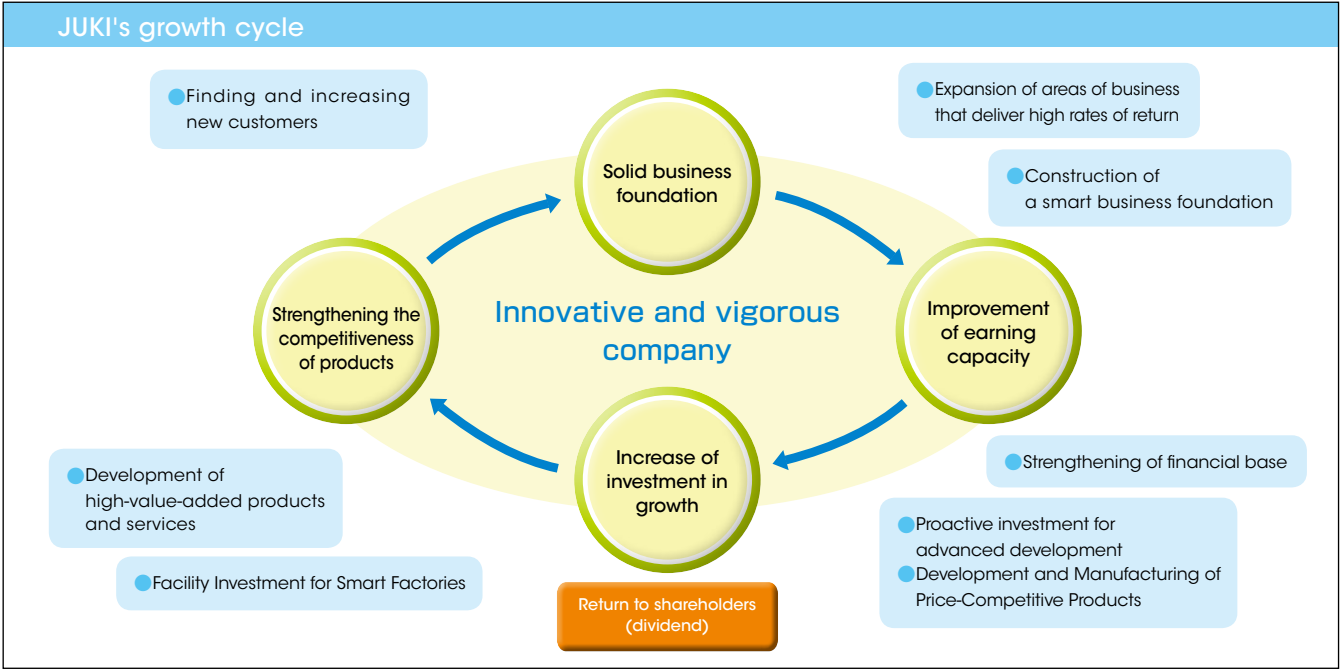 JUKI's growth cycle
●Finding and increasing
new customers
●Expansion of areas of business
that deliver high rates of return
●Construction of
a smart business foundation
Solid business
foundation
Strengthening the
competitiveness
of products
Innovative and vigorous
company
Improvement
of earning
capacity
Increase of
investment in
growth
●Development of
high-value-added products
and services
●Facility Investment for Smart Factories
●Strengthening of financial base
●Proactive investment for
advanced development
●Development and Manufacturing of
Price-Competitive Products
Return to shareholders
(dividend)